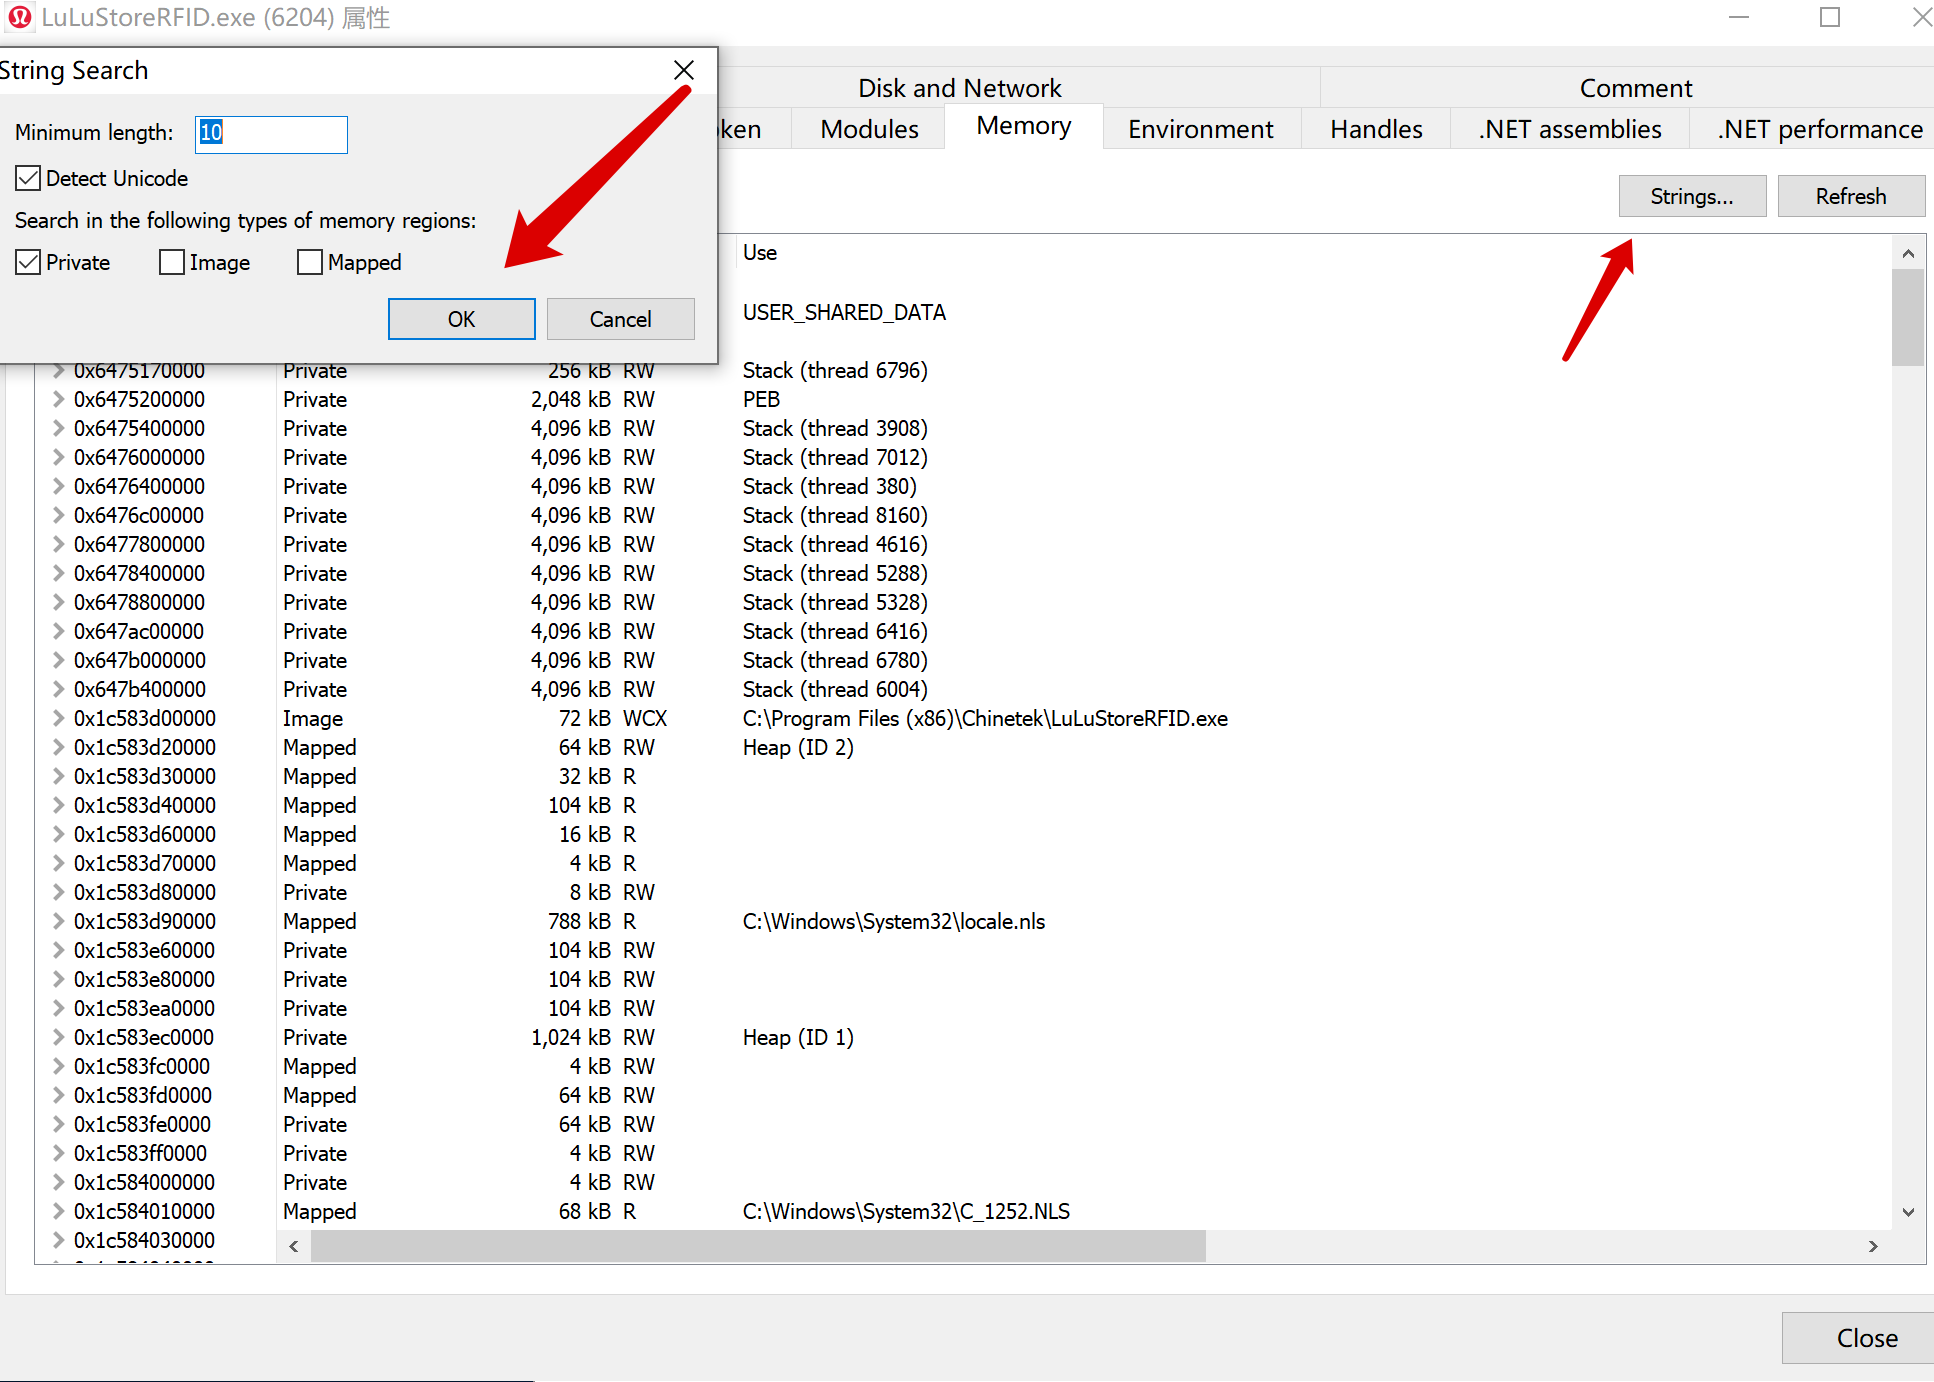 LuLuStoreRFID.exe (6204) 属性
String Search
Minimum length: 10
Detect Unicode
Search in the following types of memory regions:
Private Image Mapped
OK Cancel
Disk and Network Comment
Modules Memory Environment Handles .NET assemblies .NET performance
Strings... Refresh
Use
USER_SHARED_DATA
0x6475170000 Private 256 kB RW Stack (thread 6796)
0x6475200000 Private 2,048 kB RW PEB
0x6475400000 Private 4,096 kB RW Stack (thread 3908)
0x6476000000 Private 4,096 kB RW Stack (thread 7012)
0x6476400000 Private 4,096 kB RW Stack (thread 380)
0x6476c00000 Private 4,096 kB RW Stack (thread 8160)
0x6477800000 Private 4,096 kB RW Stack (thread 4616)
0x6478400000 Private 4,096 kB RW Stack (thread 5288)
0x6478800000 Private 4,096 kB RW Stack (thread 5328)
0x647ac00000 Private 4,096 kB RW Stack (thread 6416)
0x647b000000 Private 4,096 kB RW Stack (thread 6780)
0x647b400000 Private 4,096 kB RW Stack (thread 6004)
0x1c583d00000 Image 72 kB WCX C:\Program Files (x86)\Chinetek\LuLuStoreRFID.exe
0x1c583d20000 Mapped 64 kB RW Heap (ID 2)
0x1c583d30000 Mapped 32 kB R
0x1c583d40000 Mapped 104 kB R
0x1c583d60000 Mapped 16 kB R
0x1c583d70000 Mapped 4 kB R
0x1c583d80000 Private 8 kB RW
0x1c583d90000 Mapped 788 kB R C:\Windows\System32\locale.nls
0x1c583e60000 Private 104 kB RW
0x1c583e80000 Private 104 kB RW
0x1c583ea0000 Private 104 kB RW
0x1c583ec0000 Private 1,024 kB RW Heap (ID 1)
0x1c583fc0000 Mapped 4 kB RW
0x1c583fd0000 Mapped 64 kB RW
0x1c583fe0000 Private 64 kB RW
0x1c583ff0000 Private 4 kB RW
0x1c584000000 Private 4 kB RW
0x1c584010000 Mapped 68 kB R C:\Windows\System32\C_1252.NLS
0x1c584030000
Close